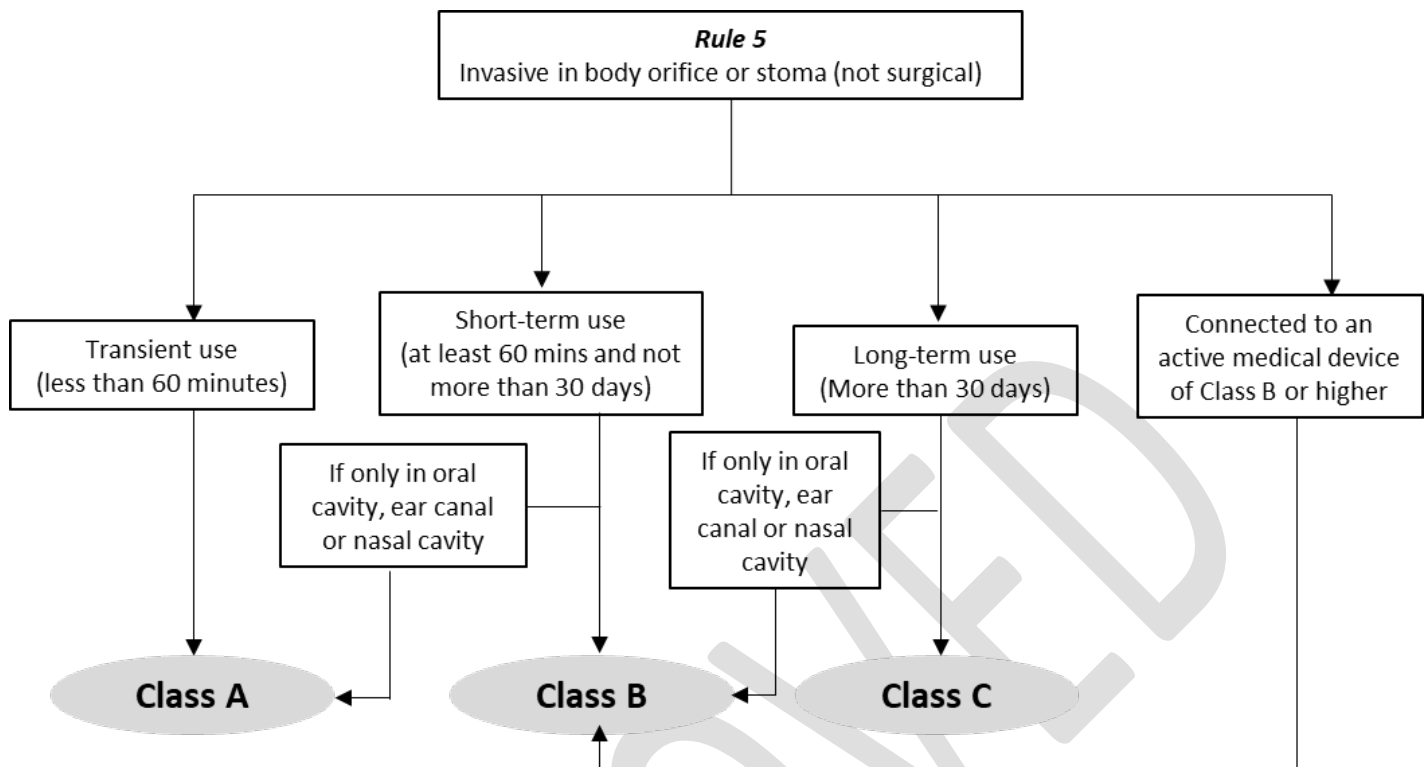 Rule 5
Invasive in body orifice or stoma (not surgical)
Transient use
(less than 60 minutes)
Short-term use
(at least 60 mins and not
more than 30 days)
Long-term use
(More than 30 days)
Connected to an
active medical device
of Class B or higher
If only in oral
cavity, ear canal
or nasal cavity
If only in oral
cavity, ear
canal or nasal
cavity
Class A
Class B
Class C